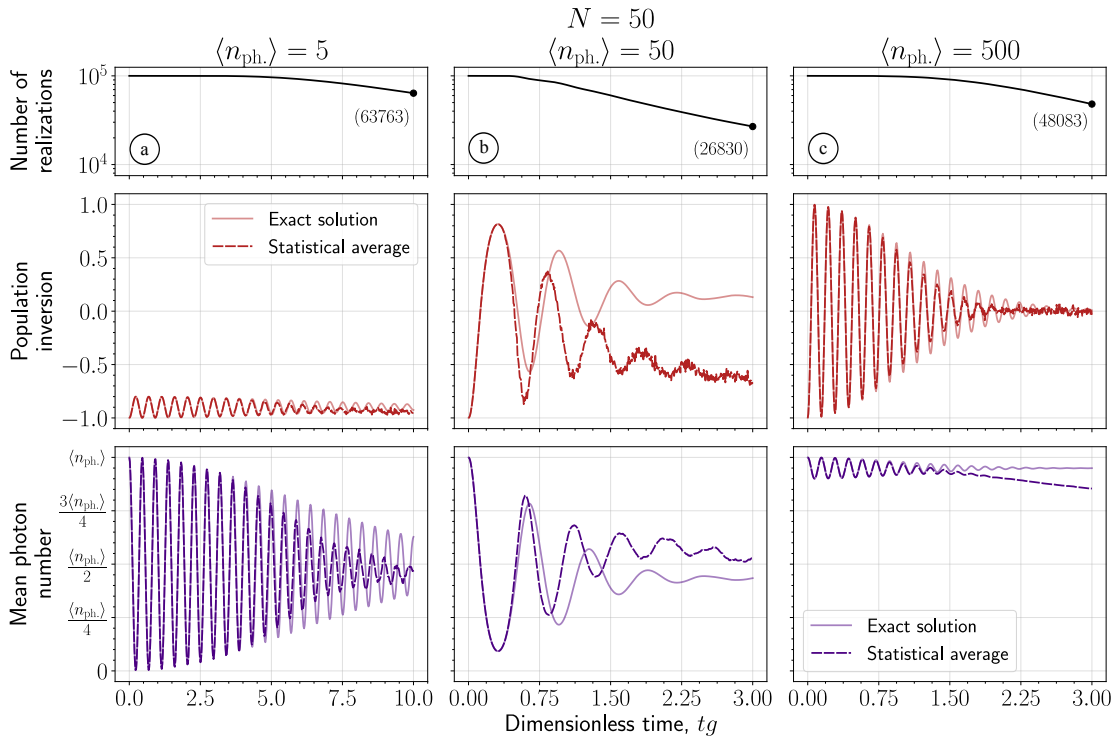 N = 50
⟨n_ph.⟩ = 5
⟨n_ph.⟩ = 50
⟨n_ph.⟩ = 500
Number of
realizations
10^5
10^4
(63763)
a
(26830)
b
(48083)
c
Population
inversion
1.0
0.5
0.0
−0.5
−1.0
Exact solution
Statistical average
Mean photon
number
⟨n_ph.⟩
3⟨n_ph.⟩/4
⟨n_ph.⟩/2
⟨n_ph.⟩/4
0
Exact solution
Statistical average
0.0 2.5 5.0 7.5 10.0
0.00 0.75 1.50 2.25 3.00
0.00 0.75 1.50 2.25 3.00
Dimensionless time, tg